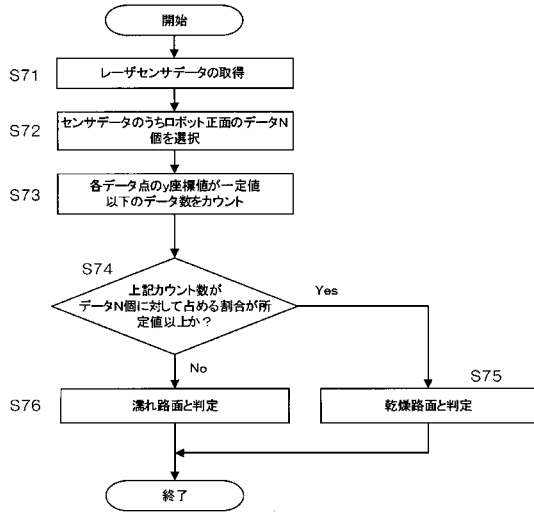 開始
S71
レーザセンサデータの取得
S72
センサデータのうちロボット正面のデータN
個を選択
S73
各データ点のy座標値が一定値
以下のデータ数をカウント
S74
上記カウント数が
データN個に対して占める割合が所
定値以上か?
Yes
No
S75
S76
濡れ路面と判定
乾燥路面と判定
終了